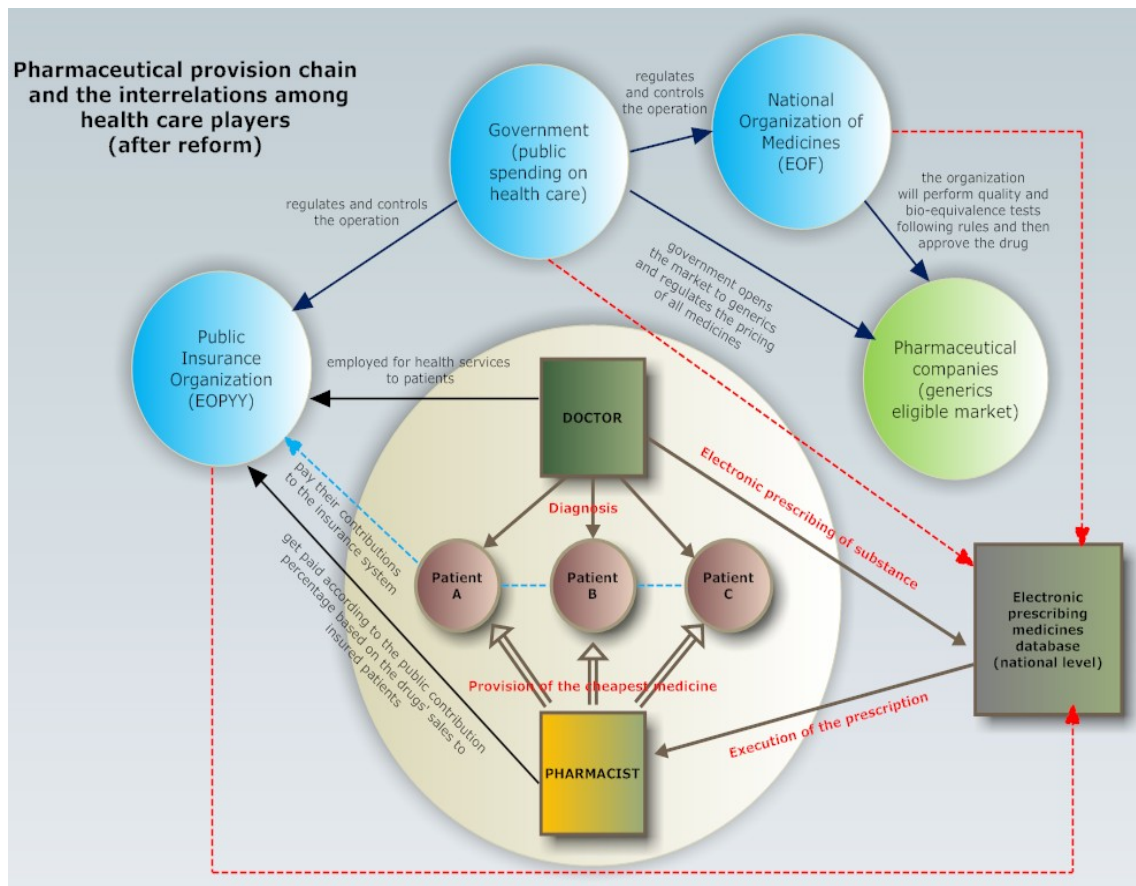 Pharmaceutical provision chain
and the interrelations among
health care players
(after reform)
Government
(public
spending on
health care)
regulates
and controls
the operation
National
Organization of
Medicines
(EOF)
regulates and controls
the operation
the organization
will perform quality and
bio-equivalence tests
following rules and then
approve the drug
government opens
the market to generics
and regulates the pricing
of all medicines
Public
Insurance
Organization
(EOPYY)
employed for health services
to patients
Pharmaceutical
companies
(generics
eligible market)
DOCTOR
Electronic prescribing of substance
Diagnosis
pay their contributions
to the insurance system
Patient
A
Patient
B
Patient
C
get paid according to the public contribution
percentage based on the drugs' sales to
insured patients
Electronic
prescribing
medicines
database
(national level)
Provision of the cheapest medicine
Execution of the prescription
PHARMACIST